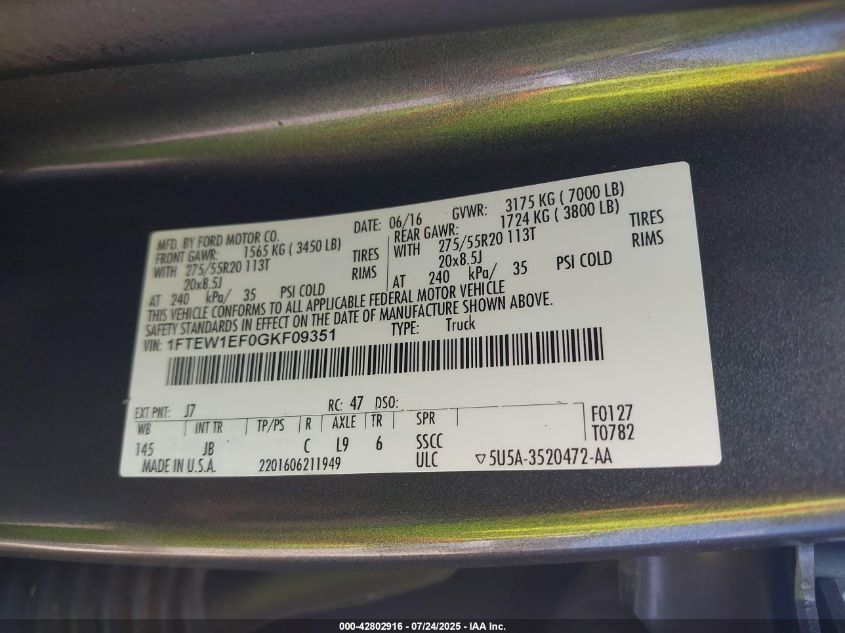 MFD. BY FORD MOTOR CO. DATE: 06/16 GVWR: 3175 KG ( 7000 LB)
FRONT GAWR: 1565 KG ( 3450 LB) REAR GAWR: 1724 KG ( 3800 LB)
WITH 275/55R20 113T TIRES WITH 275/55R20 113T TIRES
20x8.5J RIMS 20x8.5J RIMS
AT 240 kPa/ 35 PSI COLD AT 240 kPa/ 35 PSI COLD
THIS VEHICLE CONFORMS TO ALL APPLICABLE FEDERAL MOTOR VEHICLE
SAFETY STANDARDS IN EFFECT ON THE DATE OF MANUFACTURE SHOWN ABOVE.
VIN: 1FTEW1EF0GKF09351 TYPE: Truck
EXT PNT: J7 RC: 47 DSO:
WB INT TR TP/PS R AXLE TR SPR F0127
145 JB C L9 6 SSCC T0782
MADE IN U.S.A. 2201606211949 ULC ▽5U5A-3520472-AA
000-42802916 - 07/24/2025 - IAA Inc.